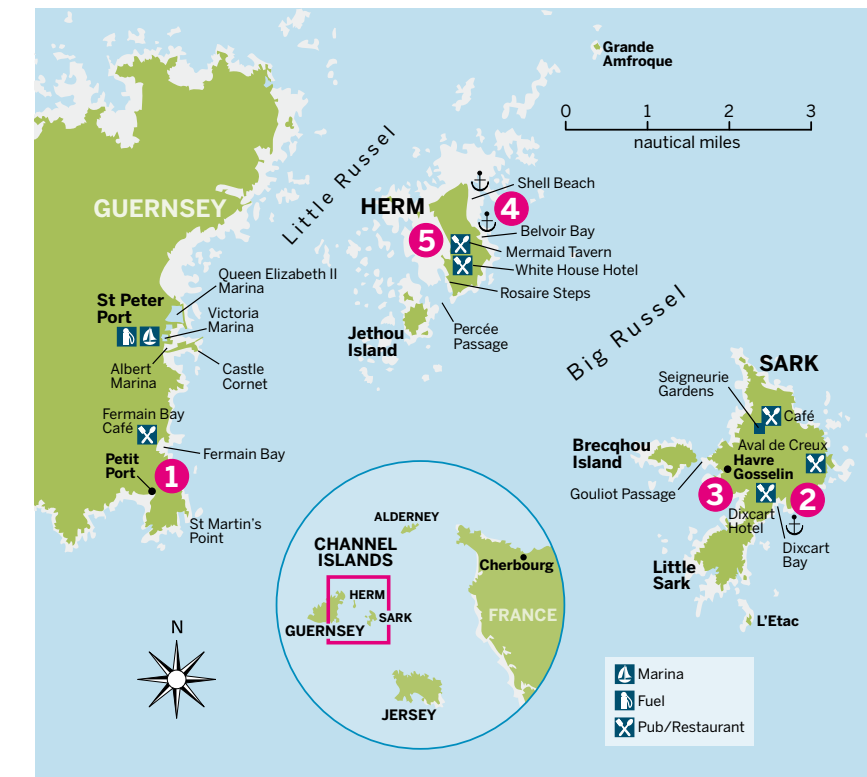 Grande
Amfroque
0 1 2 3
nautical miles
Little Russel
Shell Beach
GUERNSEY
HERM
4
5
Belvoir Bay
Mermaid Tavern
White House Hotel
Rosaire Steps
Queen Elizabeth II
Marina
St Peter
Port
Victoria
Marina
Percée
Passage
Jethou
Island
Big Russel
Albert
Marina
Castle
Cornet
SARK
Seigneurie
Gardens
Café
Fermain Bay
Café
Aval de Creux
Brecqhou
Island
Havre
Gosselin
Fermain Bay
Petit
Port
1
Gouliot Passage
3
2
Dixcart
Hotel
St Martin's
Point
Dixcart
Bay
Little
Sark
L'Etac
ALDERNEY
CHANNEL
ISLANDS
Cherbourg
HERM
SARK
GUERNSEY
FRANCE
JERSEY
N
Marina
Fuel
Pub/Restaurant